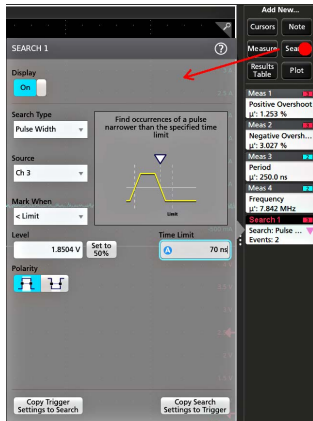 Add New...
Cursors
Note
Measure
Results Table
Plot
SEARCH 1
?
Display
On
Search Type
Pulse Width
Find occurrences of a pulse
narrower than the specified time
limit
Source
Ch 3
Mark When
< Limit
Limit
Level
1.8504 V
Set to
50%
Time Limit
70 ns
Polarity
Copy Trigger
Settings to Search
Copy Search
Settings to Trigger
Meas 1
Positive Overshoot
µ': 1.253 %
Meas 2
Negative Oversh...
µ': 3.027 %
Meas 3
Period
µ': 250.0 ns
Meas 4
Frequency
µ': 7.842 MHz
Search 1
Search: Pulse ...
Events: 2